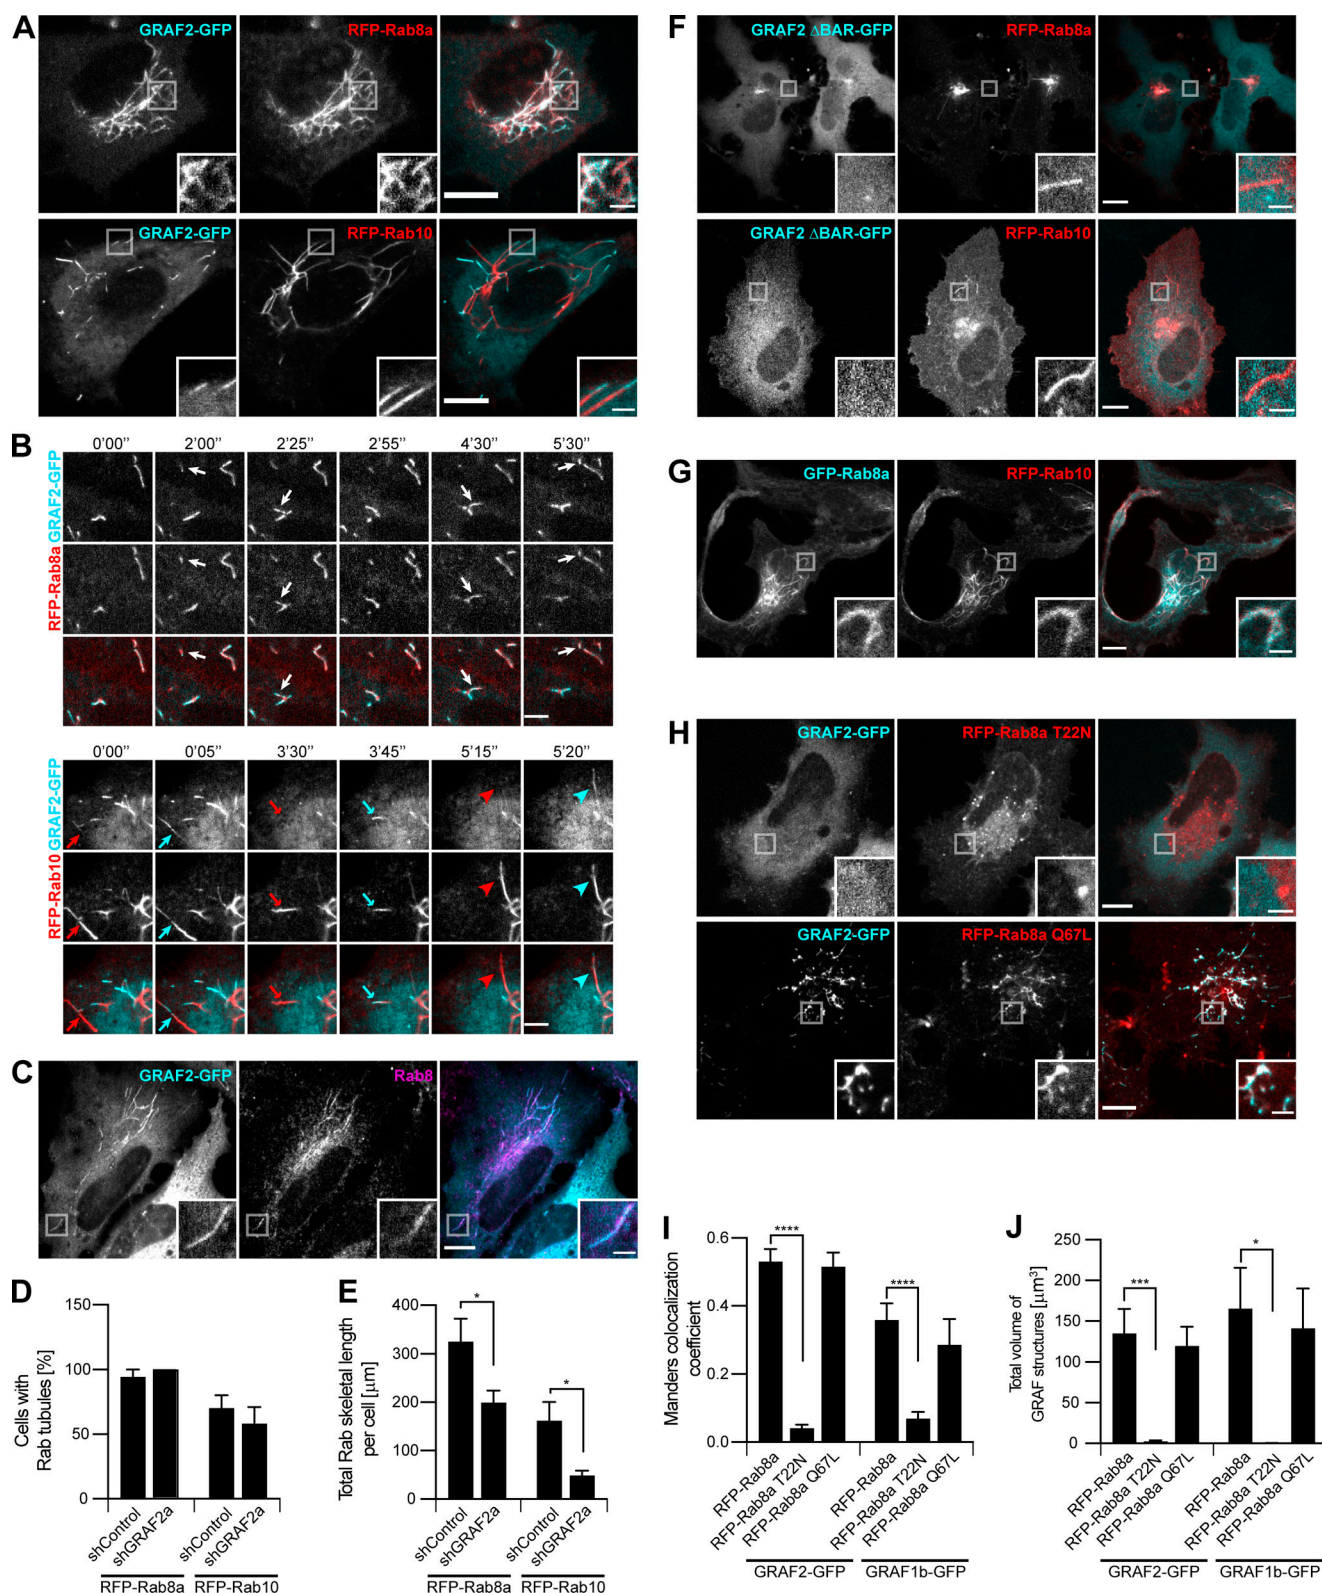 A
GRAF2-GFP RFP-Rab8a
GRAF2-GFP RFP-Rab10
B
0'00'' 2'00'' 2'25'' 2'55'' 4'30'' 5'30''
GRAF2-GFP
RFP-Rab8a
0'00'' 0'05'' 3'30'' 3'45'' 5'15'' 5'20''
GRAF2-GFP
RFP-Rab10
C
GRAF2-GFP Rab8
D
Cells with
Rab tubules [%]
150
100
50
0
shControl shGRAF2a shControl shGRAF2a
RFP-Rab8a RFP-Rab10
E
Total Rab skeletal length
per cell [µm]
400
300
200
100
0
* *
shControl shGRAF2a shControl shGRAF2a
RFP-Rab8a RFP-Rab10
F
GRAF2 ΔBAR-GFP RFP-Rab8a
GRAF2 ΔBAR-GFP RFP-Rab10
G
GFP-Rab8a RFP-Rab10
H
GRAF2-GFP RFP-Rab8a T22N
GRAF2-GFP RFP-Rab8a Q67L
I
Manders colocalization
coefficient
0.6
0.4
0.2
0.0
**** ****
RFP-Rab8a RFP-Rab8a T22N RFP-Rab8a Q67L RFP-Rab8a RFP-Rab8a T22N RFP-Rab8a Q67L
GRAF2-GFP GRAF1b-GFP
J
Total volume of
GRAF structures [µm³]
250
200
150
100
50
0
*** *
RFP-Rab8a RFP-Rab8a T22N RFP-Rab8a Q67L RFP-Rab8a RFP-Rab8a T22N RFP-Rab8a Q67L
GRAF2-GFP GRAF1b-GFP